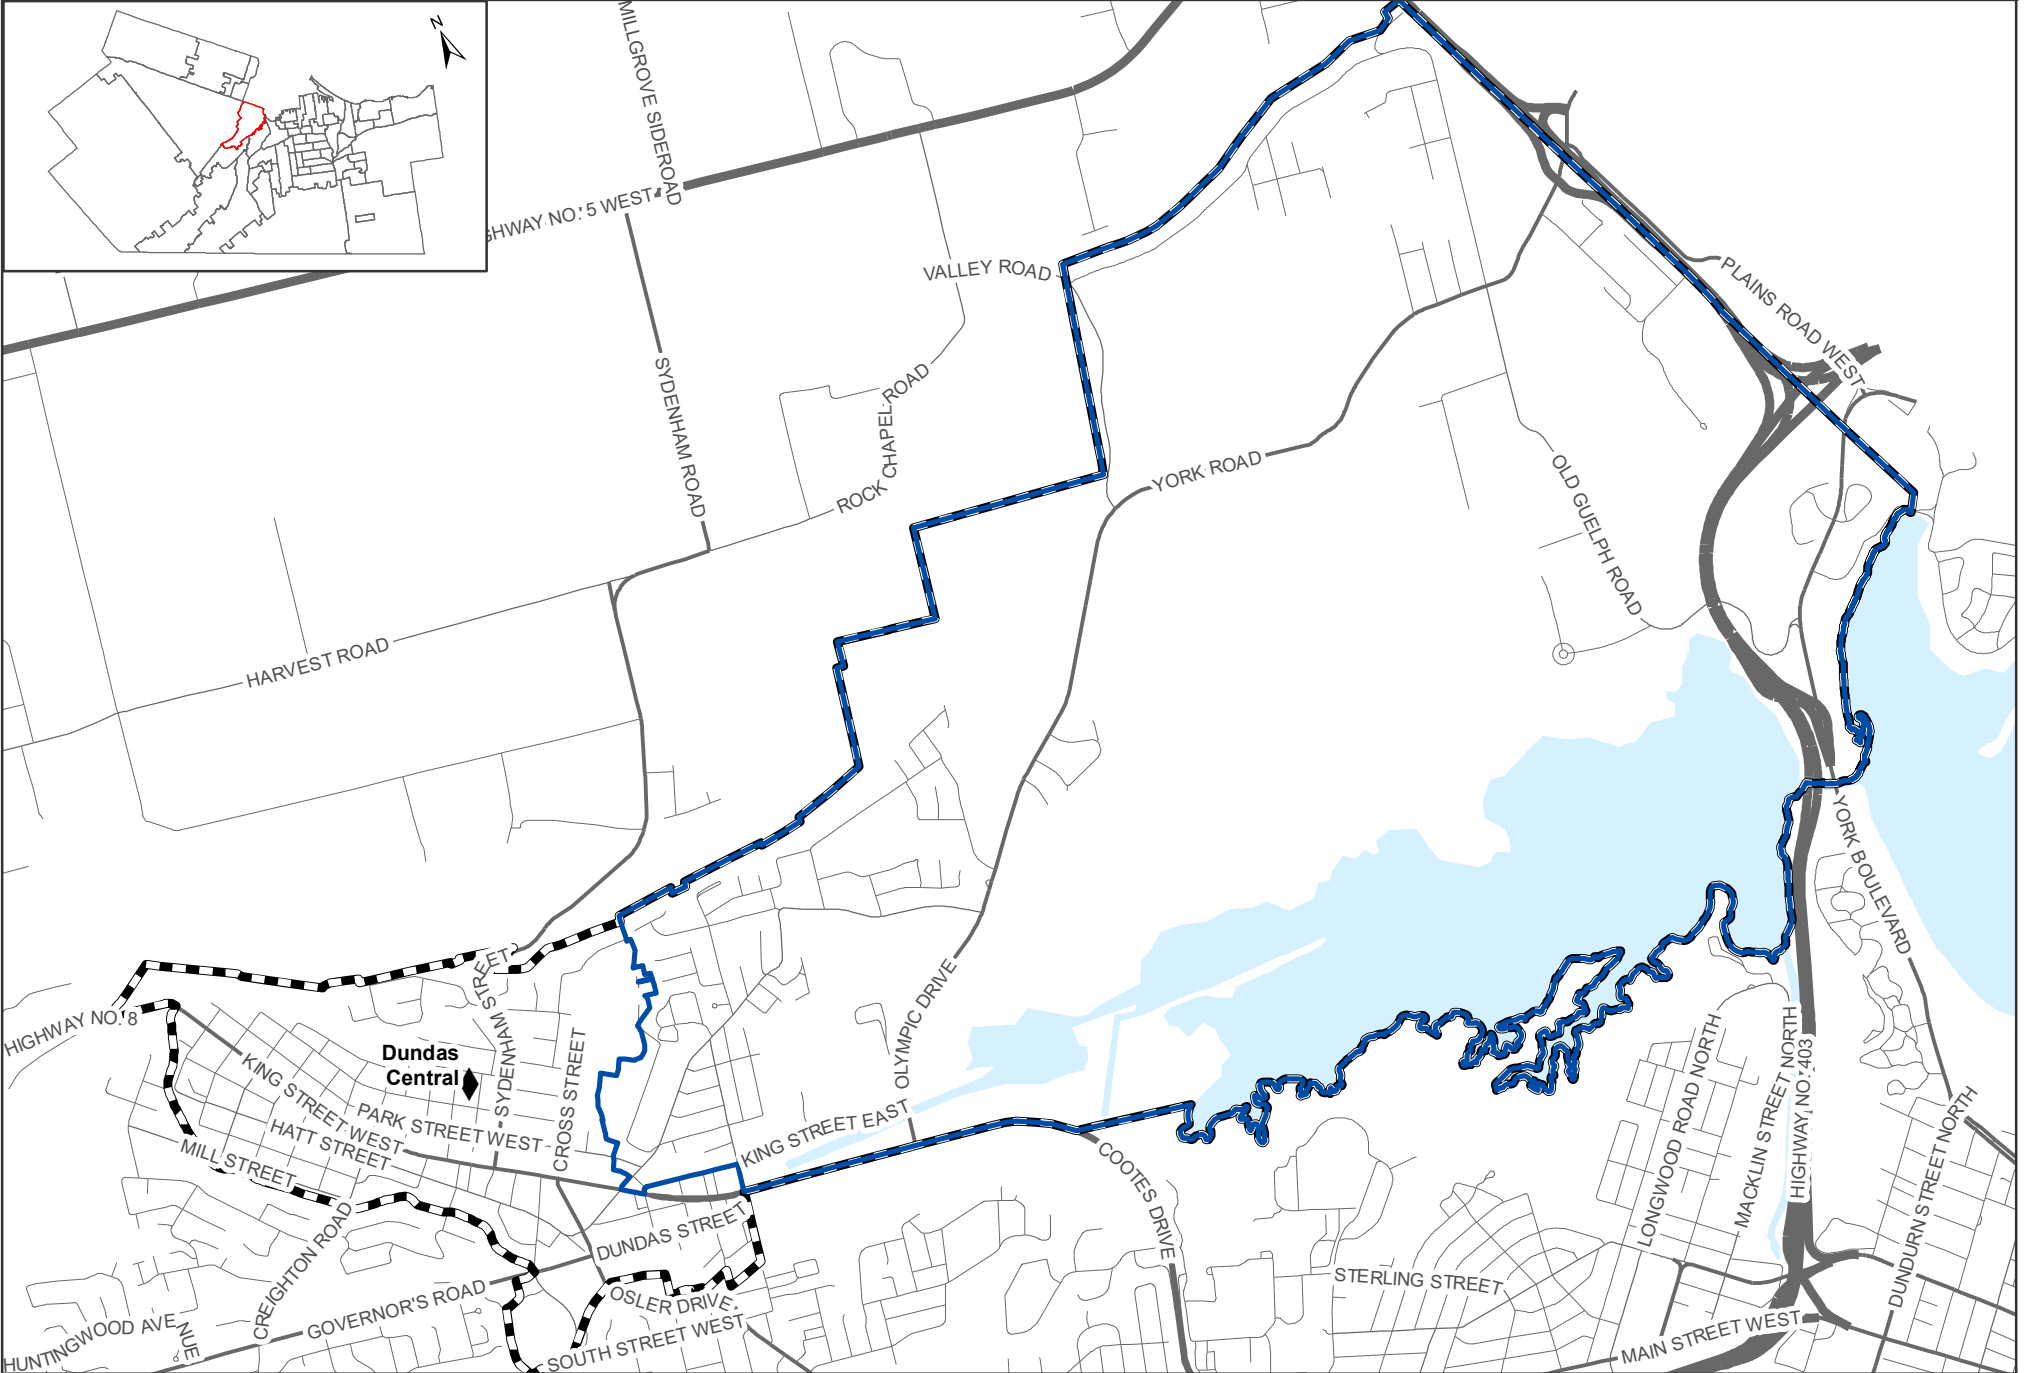 N
MILLGROVE SIDEROAD
GHWAY NO. 5 WEST
VALLEY ROAD
PLAINS ROAD WEST
SYDENHAM ROAD
ROCK CHAPEL ROAD
YORK ROAD
OLD GUELPH ROAD
HARVEST ROAD
YORK BOULEVARD
HIGHWAY NO. 8
SYDENHAM STREET
OLYMPIC DRIVE
Dundas
Central
KING STREET WEST
PARK STREET WEST
HATT STREET
MILL STREET
SYDENHAM
CROSS STREET
KING STREET EAST
COOTES DRIVE
LONGWOOD ROAD NORTH
MACKLIN STREET NORTH
HIGHWAY NO. 403
DUNDURN STREET NORTH
DUNDAS STREET
CREIGHTON ROAD
GOVERNOR'S ROAD
OSLER DRIVE
SOUTH STREET WEST
STERLING STREET
MAIN STREET WEST
HUNTINGWOOD AVE
NUE